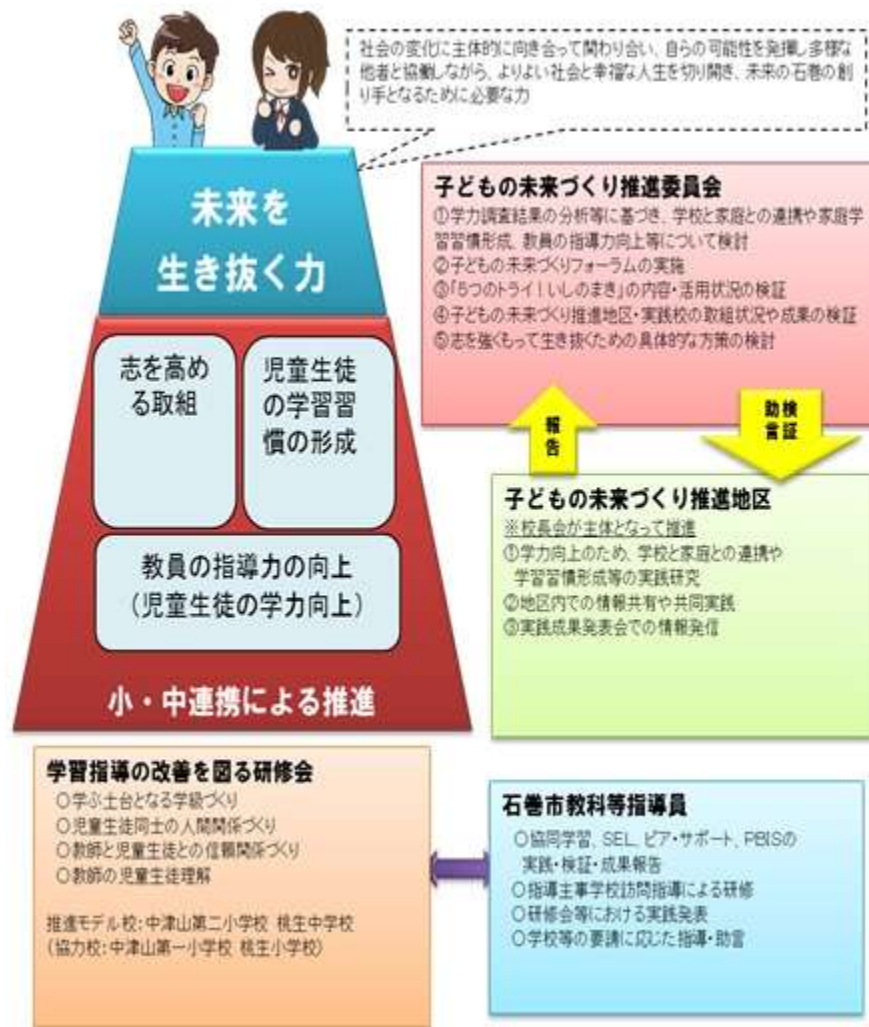 社会の変化に主体的に向き合って関わり合い、自らの可能性を発揮し多様な
他者と協働しながら、よりよい社会と幸福な人生を切り開き、未来の石巻の創
り手となるために必要な力
未来を
生き抜く力
志を高め
る取組
児童生徒
の学習習
慣の形成
教員の指導力の向上
（児童生徒の学力向上）
小・中連携による推進
子どもの未来づくり推進委員会
①学力調査結果の分析等に基づき、学校と家庭との連携や家庭学
習習慣形成、教員の指導力向上等について検討
②子どもの未来づくりフォーラムの実施
③「5つのトライ！いしのまき」の内容・活用状況の検証
④子どもの未来づくり推進地区・実践校の取組状況や成果の検証
⑤志を強くもって生き抜くための具体的な方策の検討
報
告
助検
言証
子どもの未来づくり推進地区
※校長会が主体となって推進
①学力向上のため、学校と家庭との連携や
学習習慣形成等の実践研究
②地区内での情報共有や共同実践
③実践成果発表会での情報発信
学習指導の改善を図る研修会
○学ぶ土台となる学級づくり
○児童生徒同士の人間関係づくり
○教師と児童生徒との信頼関係づくり
○教師の児童生徒理解
推進モデル校：中津山第二小学校 桃生中学校
（協力校：中津山第一小学校 桃生小学校）
石巻市教科等指導員
○協同学習、SEL、ピア・サポート、PBISの
実践・検証・成果報告
○指導主事学校訪問指導による研修
○研修会等における実践発表
○学校等の要請に応じた指導・助言